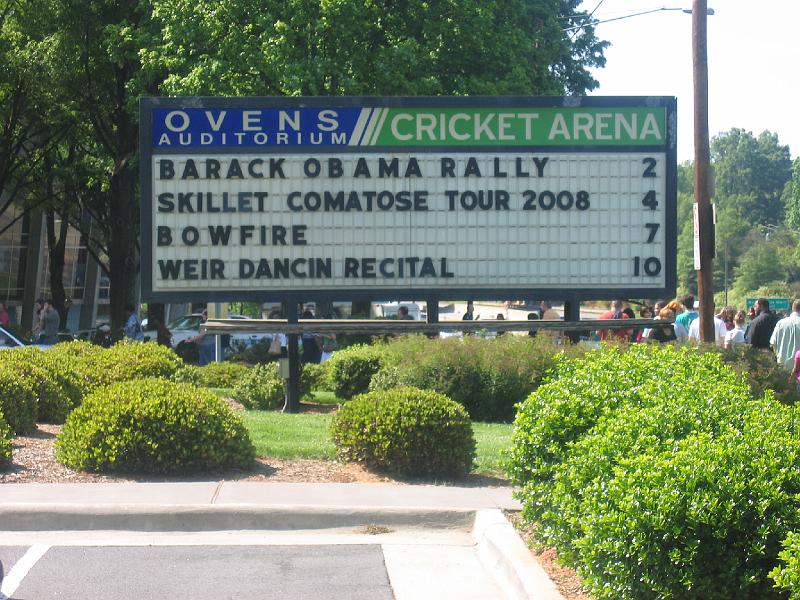 OVENS AUDITORIUM /// CRICKET ARENA
BARACK OBAMA RALLY 2
SKILLET COMATOSE TOUR 2008 4
BOWFIRE 7
WEIR DANCIN RECITAL 10